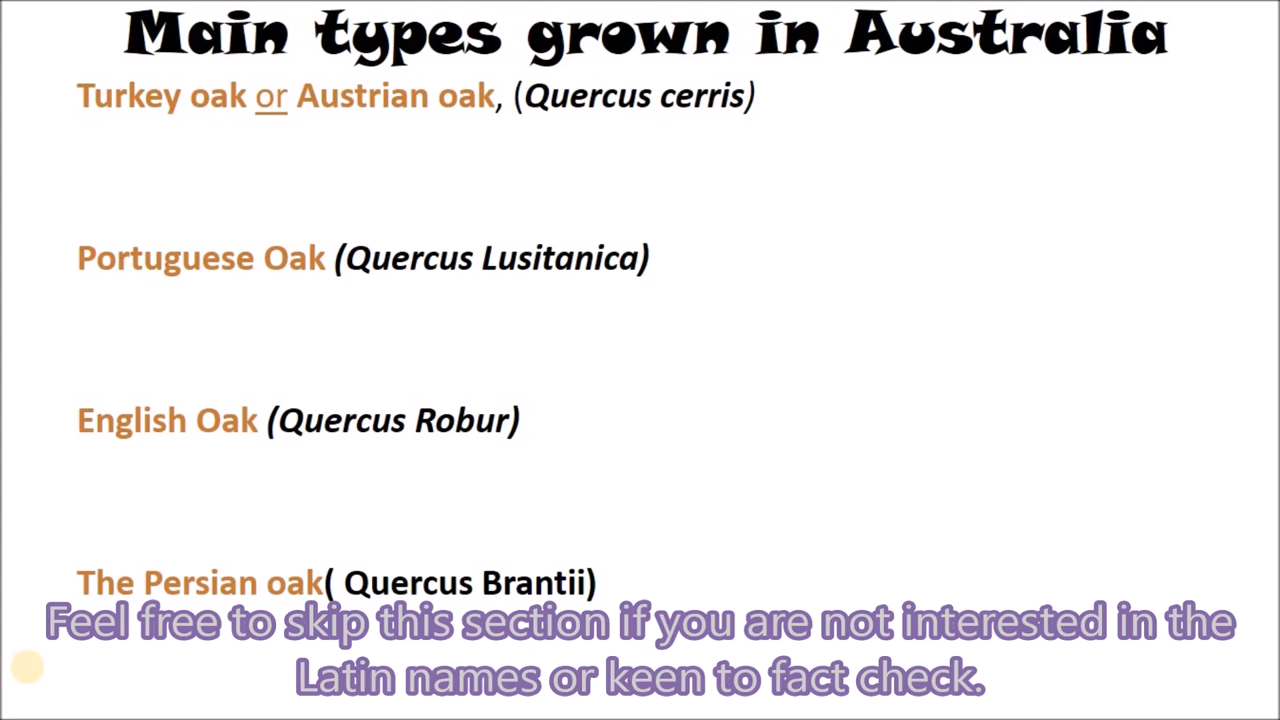 Main types grown in Australia
Turkey oak or Austrian oak, (Quercus cerris)
Portuguese Oak (Quercus Lusitanica)
English Oak (Quercus Robur)
The Persian oak( Quercus Brantii)
Feel free to skip this section if you are not interested in the
Latin names or keen to fact check.